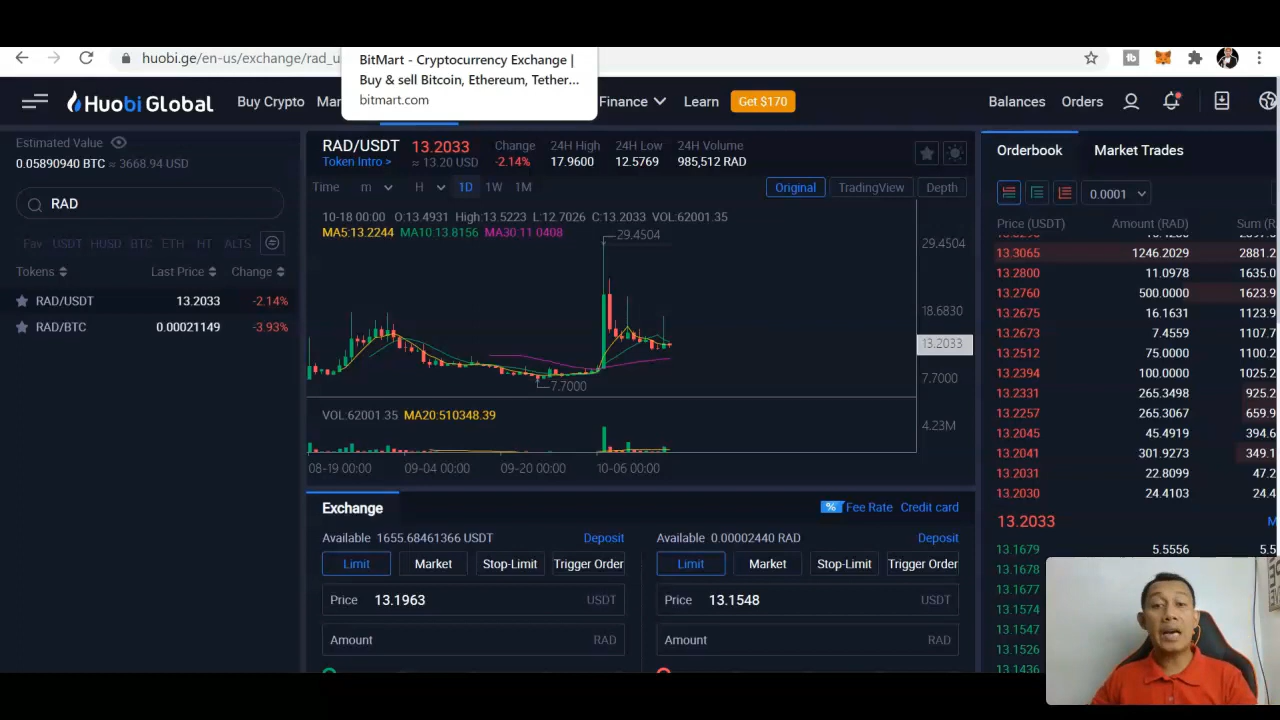 huobi.ge/en-us/exchange/rad_u
BitMart - Cryptocurrency Exchange |
Buy & sell Bitcoin, Ethereum, Tether...
bitmart.com
Huobi Global
Buy Crypto
Mar
Finance
Learn
Get $170
Balances
Orders
Estimated Value
0.05890940 BTC ≈ 3668.94 USD
RAD
Fav USDT HUSD BTC ETH HT ALTS
Tokens Last Price Change
RAD/USDT 13.2033 -2.14%
RAD/BTC 0.00021149 -3.93%
RAD/USDT 13.2033 Change 24H High 24H Low 24H Volume
Token Intro > ≈ 13.20 USD -2.14% 17.9600 12.5769 985,512 RAD
Time m H 1D 1W 1M
Original TradingView Depth
10-18 00:00 O:13.4931 High:13.5223 L:12.7026 C:13.2033 VOL:62001.35
MA5:13.2244 MA10:13.8156 MA30:11.0408
29.4504
29.4504
18.6830
13.2033
7.7000
7.7000
VOL:62001.35 MA20:510348.39
4.23M
08-19 00:00 09-04 00:00 09-20 00:00 10-06 00:00
Exchange
% Fee Rate Credit card
Available 1655.68461366 USDT Deposit
Limit Market Stop-Limit Trigger Order
Price 13.1963 USDT
Amount RAD
Available 0.00002440 RAD Deposit
Limit Market Stop-Limit Trigger Order
Price 13.1548 USDT
Amount RAD
Orderbook Market Trades
0.0001
Price (USDT) Amount (RAD) Sum (R
13.3065 1246.2029 2881.2
13.2800 11.0978 1635.0
13.2760 500.0000 1623.9
13.2675 16.1631 1123.9
13.2673 7.4559 1107.7
13.2512 75.0000 1100.2
13.2394 100.0000 1025.2
13.2331 265.3498 925.2
13.2257 265.3067 659.9
13.2045 45.4919 394.6
13.2041 301.9273 349.1
13.2031 22.8099 47.2
13.2030 24.4103 24.4
13.2033 M
13.1679 5.5556 5.5
13.1678
13.1677
13.1574
13.1547
13.1526
13.1436